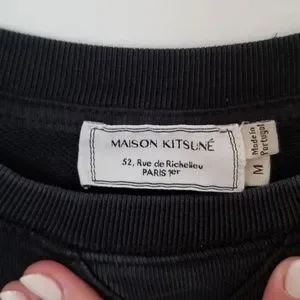 MAISON KITSUNÉ
52, Rue de Richelieu
PARIS 1er
Made in
Portugal
M